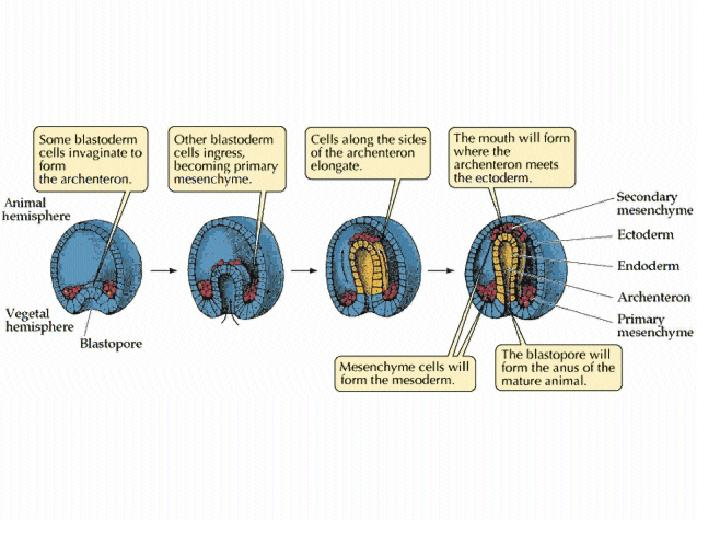 Some blastoderm
cells invaginate to
form
the archenteron.
Other blastoderm
cells ingress,
becoming primary
mesenchyme.
Cells along the sides
of the archenteron
elongate.
The mouth will form
where the
archenteron meets
the ectoderm.
Animal
hemisphere
Vegetal
hemisphere
Blastopore
Secondary
mesenchyme
Ectoderm
Endoderm
Archenteron
Primary
mesenchyme
Mesenchyme cells will
form the mesoderm.
The blastopore will
form the anus of the
mature animal.